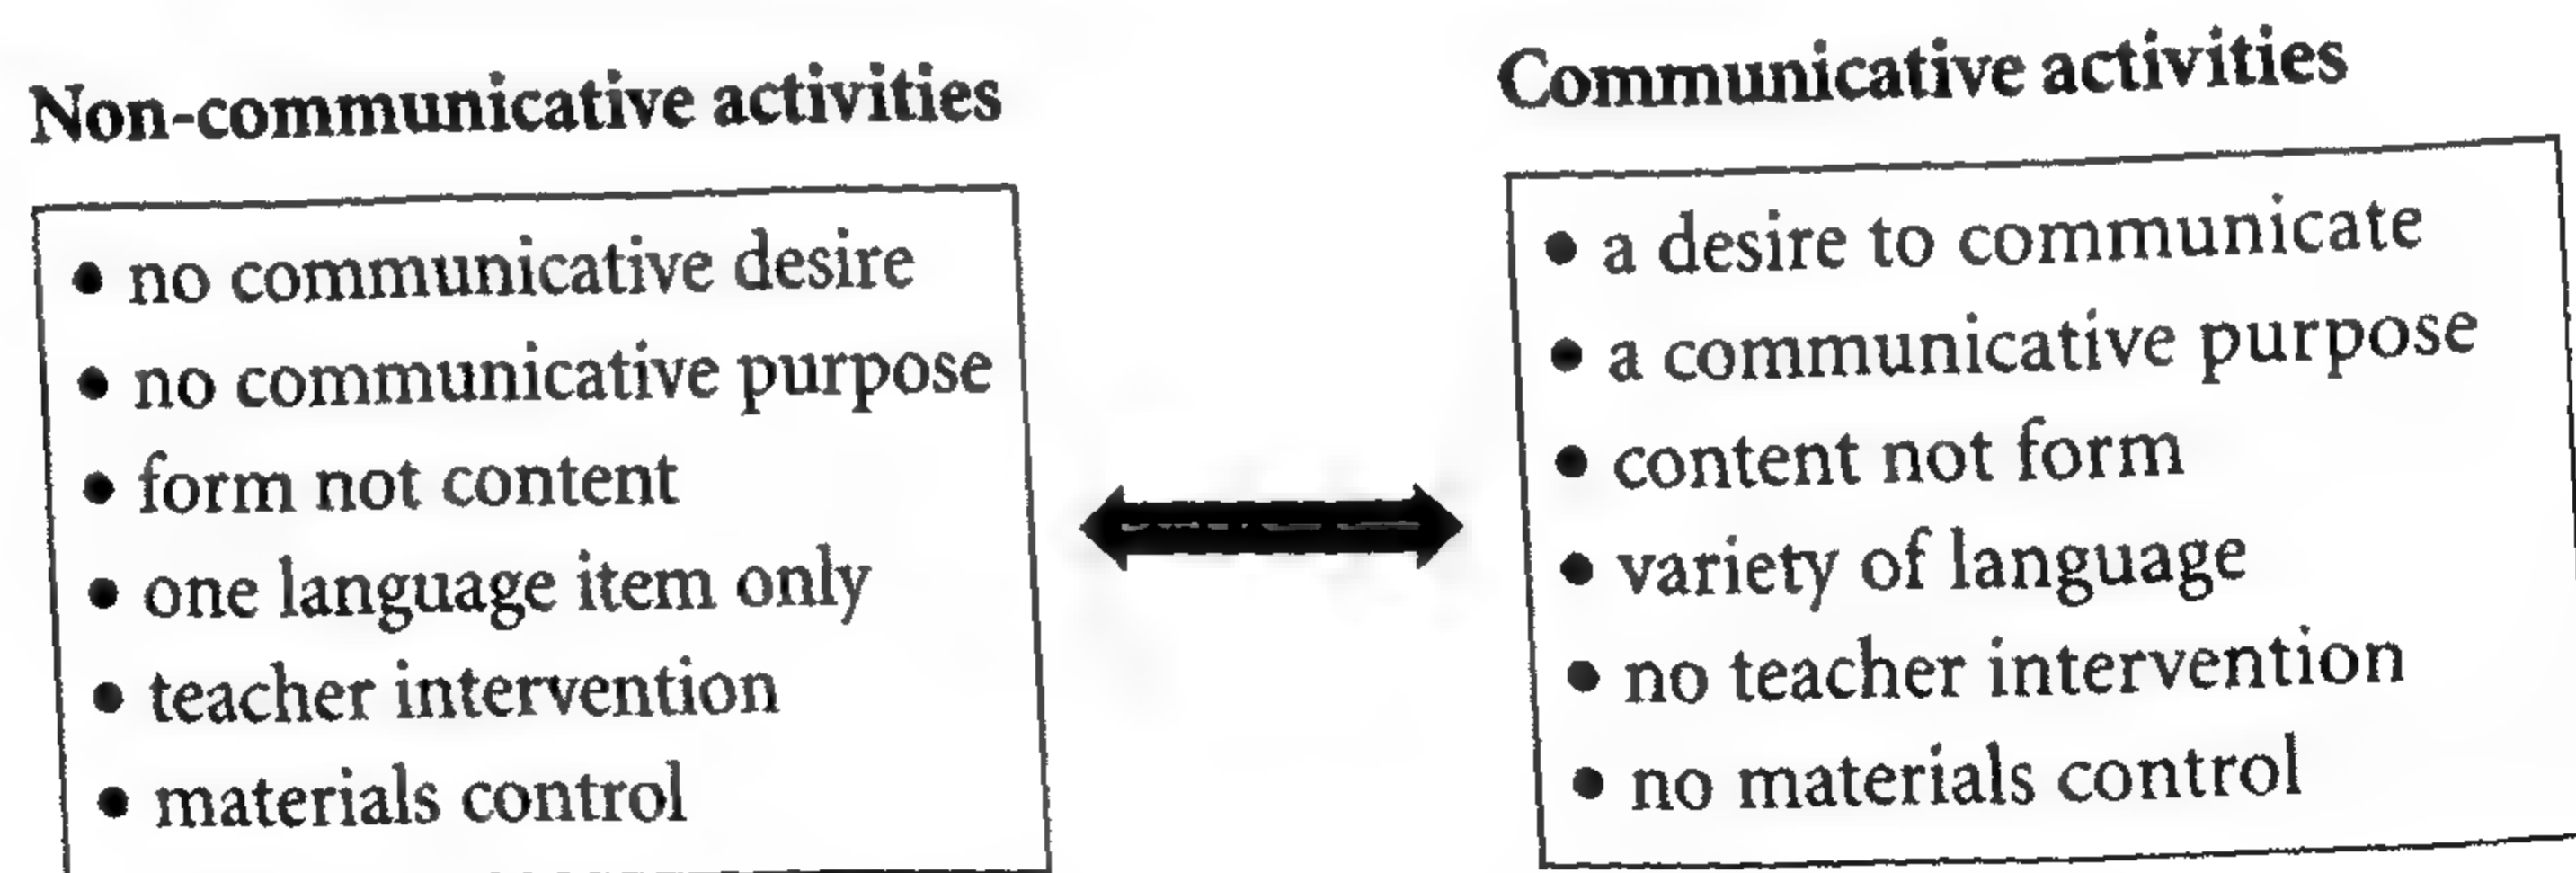 Non-communicative activities
• no communicative desire
• no communicative purpose
• form not content
• one language item only
• teacher intervention
• materials control
Communicative activities
• a desire to communicate
• a communicative purpose
• content not form
• variety of language
• no teacher intervention
• no materials control